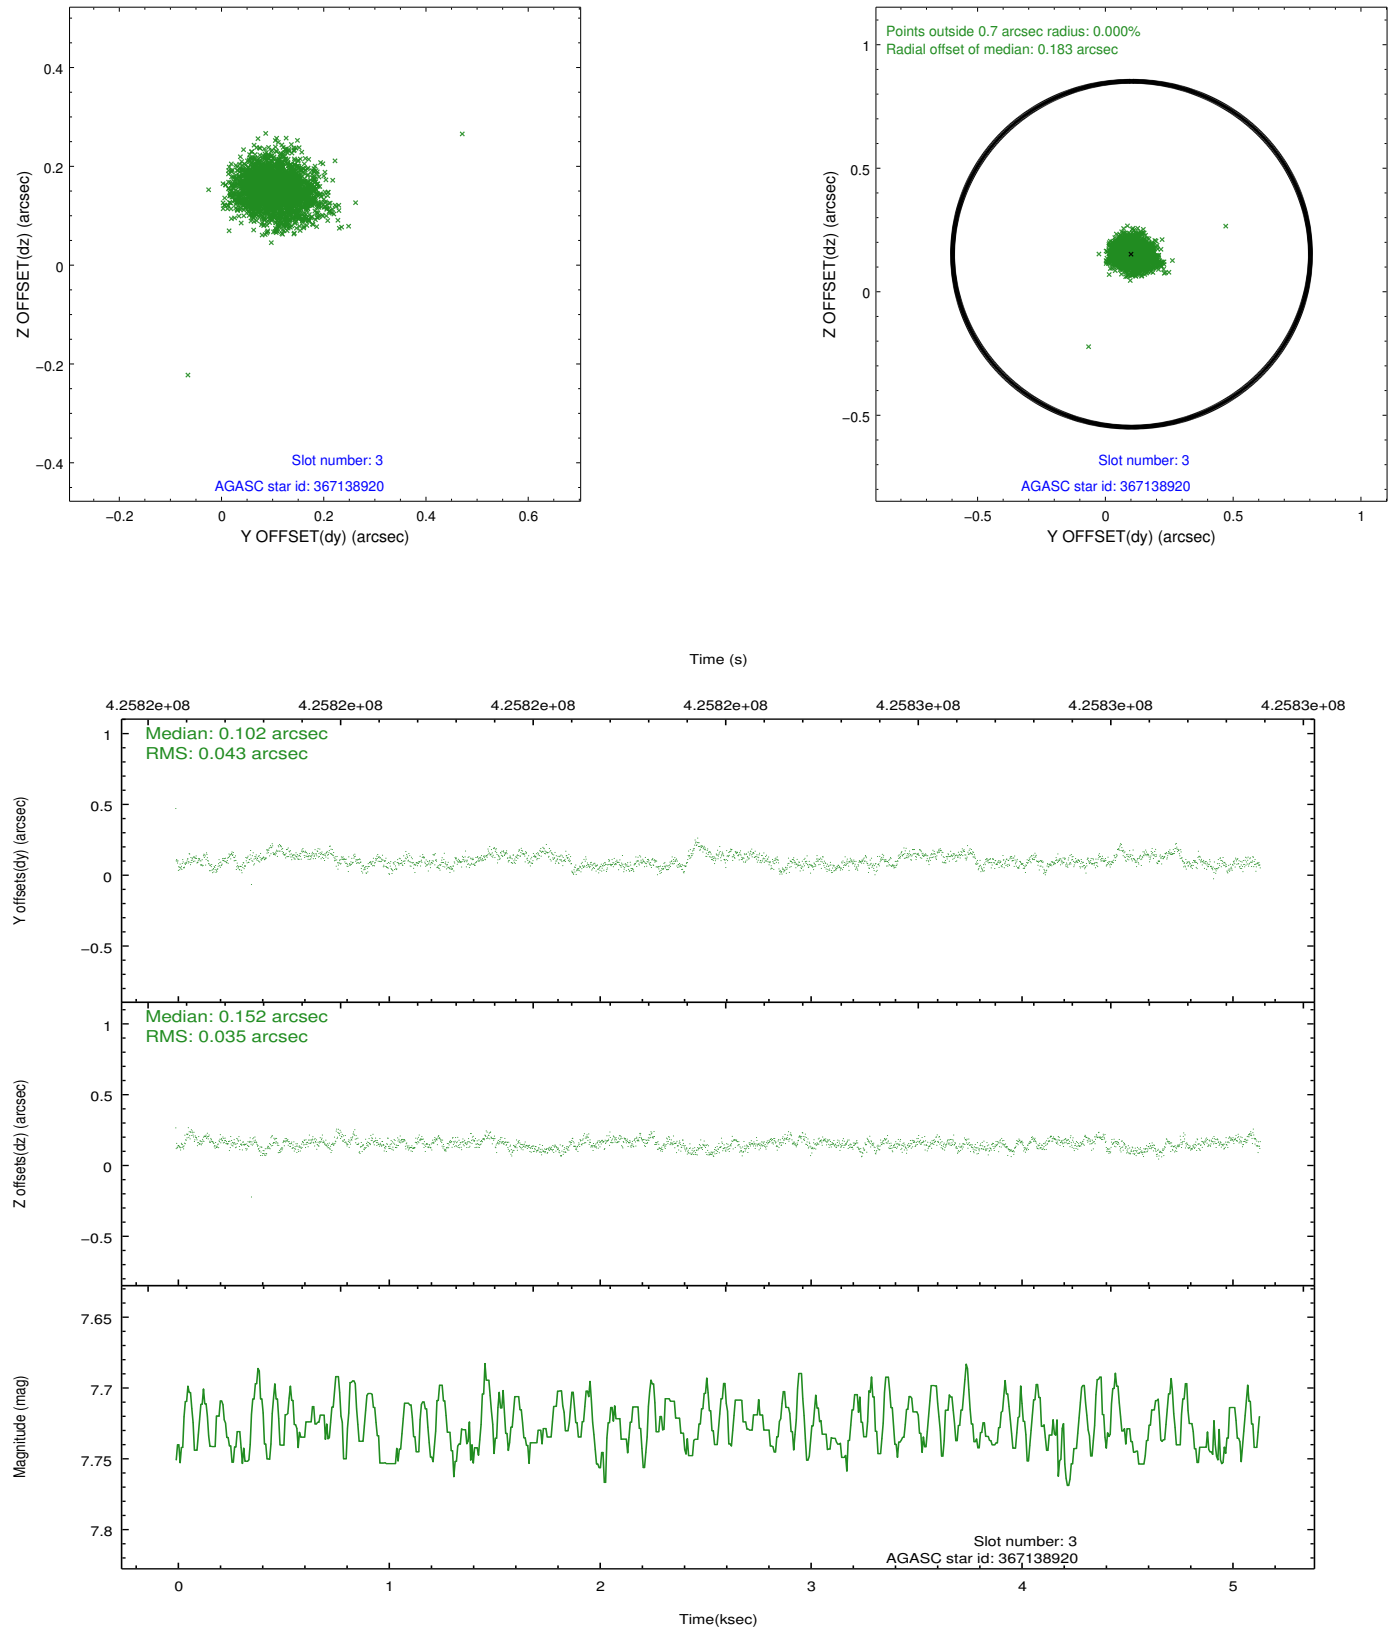 0.4
0.2
0
−0.2
−0.4
Z OFFSET(dz) (arcsec)
Slot number: 3
AGASC star id: 367138920
−0.2 0 0.2 0.4 0.6
Y OFFSET(dy) (arcsec)
Points outside 0.7 arcsec radius: 0.000%
Radial offset of median: 0.183 arcsec
1
0.5
0
−0.5
Z OFFSET(dz) (arcsec)
Slot number: 3
AGASC star id: 367138920
−0.5 0 0.5 1
Y OFFSET(dy) (arcsec)
Time (s)
4.2582e+08 4.2582e+08 4.2582e+08 4.2582e+08 4.2583e+08 4.2583e+08 4.2583e+08
Median: 0.102 arcsec
RMS: 0.043 arcsec
1
0.5
0
−0.5
Y offsets(dy) (arcsec)
Median: 0.152 arcsec
RMS: 0.035 arcsec
1
0.5
0
−0.5
Z offsets(dz) (arcsec)
7.65
7.7
7.75
7.8
Magnitude (mag)
Slot number: 3
AGASC star id: 367138920
0 1 2 3 4 5
Time(ksec)